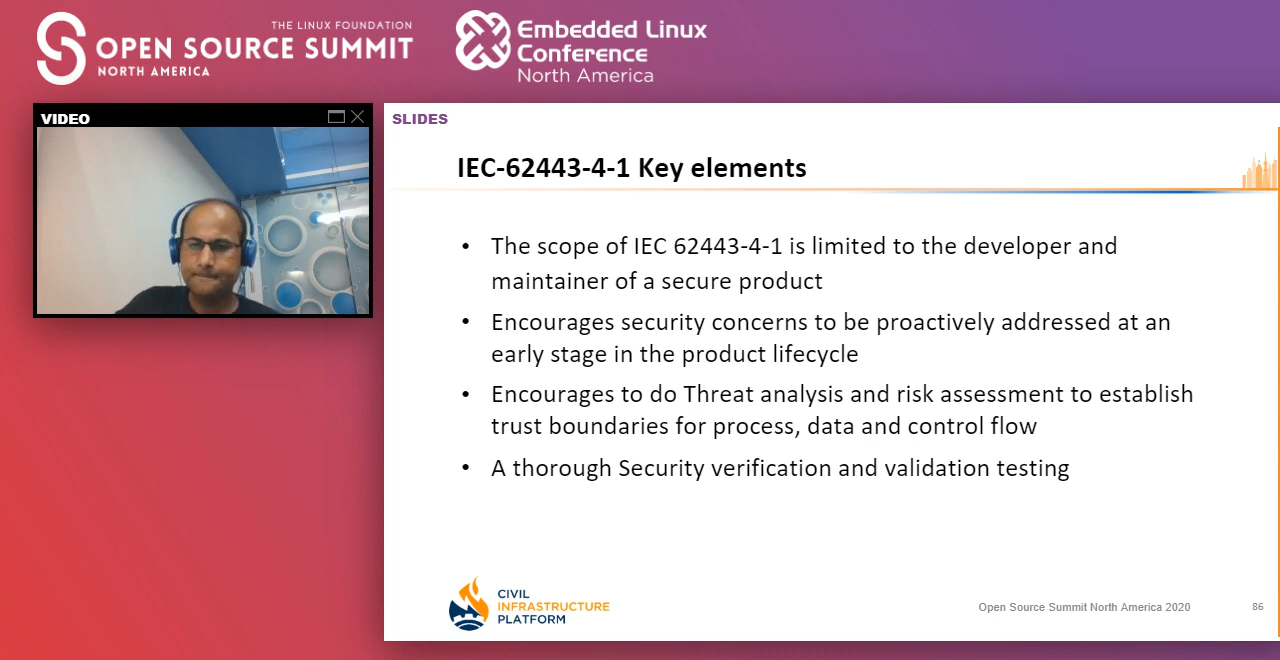 THE LINUX FOUNDATION
OPEN SOURCE SUMMIT
NORTH AMERICA
Embedded Linux
Conference
North America
VIDEO
SLIDES
IEC-62443-4-1 Key elements
• The scope of IEC 62443-4-1 is limited to the developer and
maintainer of a secure product
• Encourages security concerns to be proactively addressed at an
early stage in the product lifecycle
• Encourages to do Threat analysis and risk assessment to establish
trust boundaries for process, data and control flow
• A thorough Security verification and validation testing
CIVIL
INFRASTRUCTURE
PLATFORM
Open Source Summit North America 2020
86